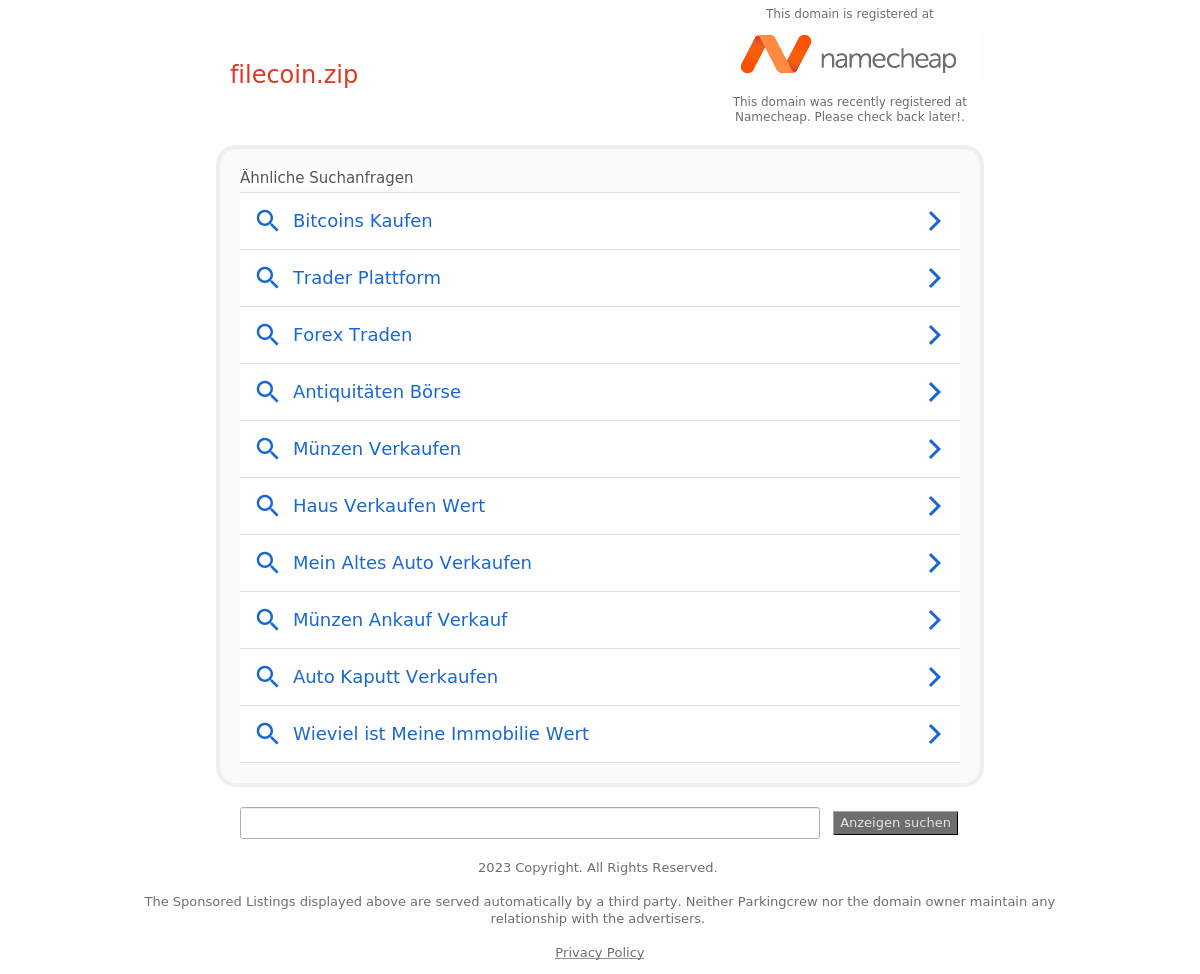 This domain is registered at
namecheap
filecoin.zip
This domain was recently registered at
Namecheap. Please check back later!.
Ähnliche Suchanfragen
Bitcoins Kaufen
Trader Plattform
Forex Traden
Antiquitäten Börse
Münzen Verkaufen
Haus Verkaufen Wert
Mein Altes Auto Verkaufen
Münzen Ankauf Verkauf
Auto Kaputt Verkaufen
Wieviel ist Meine Immobilie Wert
Anzeigen suchen
2023 Copyright. All Rights Reserved.
The Sponsored Listings displayed above are served automatically by a third party. Neither Parkingcrew nor the domain owner maintain any
relationship with the advertisers.
Privacy Policy